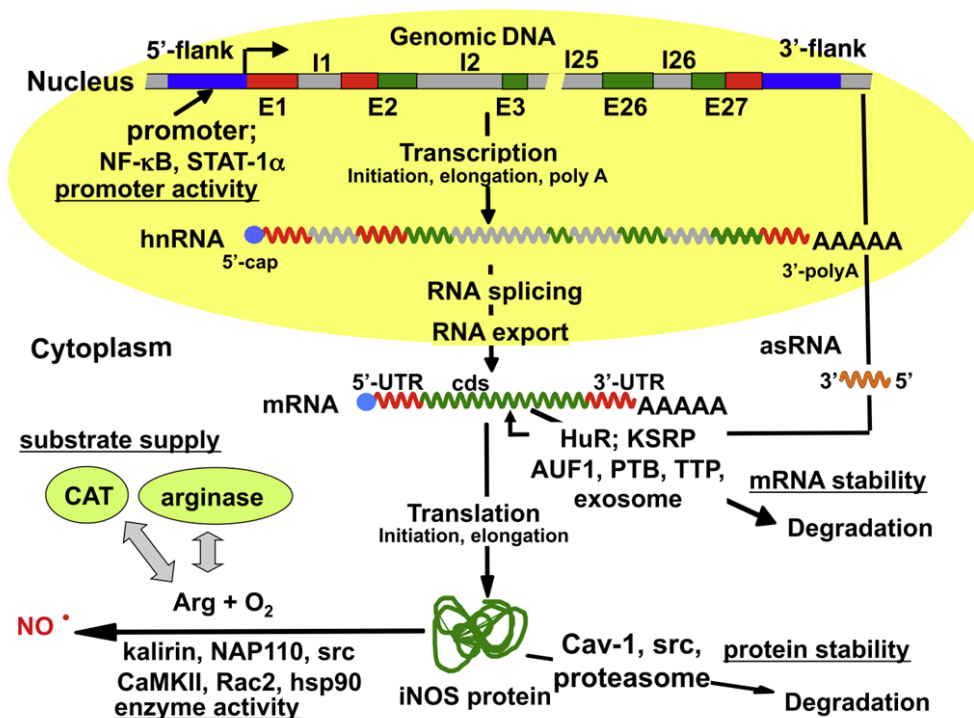 Genomic DNA
5’-flank
3’-flank
I1
I2
I25
I26
Nucleus
E1
E2
E3
E26
E27
promoter;
NF-κB, STAT-1α
promoter activity
Transcription
Initiation, elongation, poly A
hnRNA
AAAAA
5’-cap
3’-polyA
RNA splicing
RNA export
Cytoplasm
asRNA
3’
5’
5’-UTR
cds
3’-UTR
mRNA
AAAAA
HuR; KSRP
AUF1, PTB, TTP,
exosome
mRNA stability
Degradation
substrate supply
CAT
arginase
Translation
Initiation, elongation
Arg + O₂
NO •
kalirin, NAP110, src
CaMKII, Rac2, hsp90
enzyme activity
iNOS protein
Cav-1, src,
proteasome
protein stability
Degradation